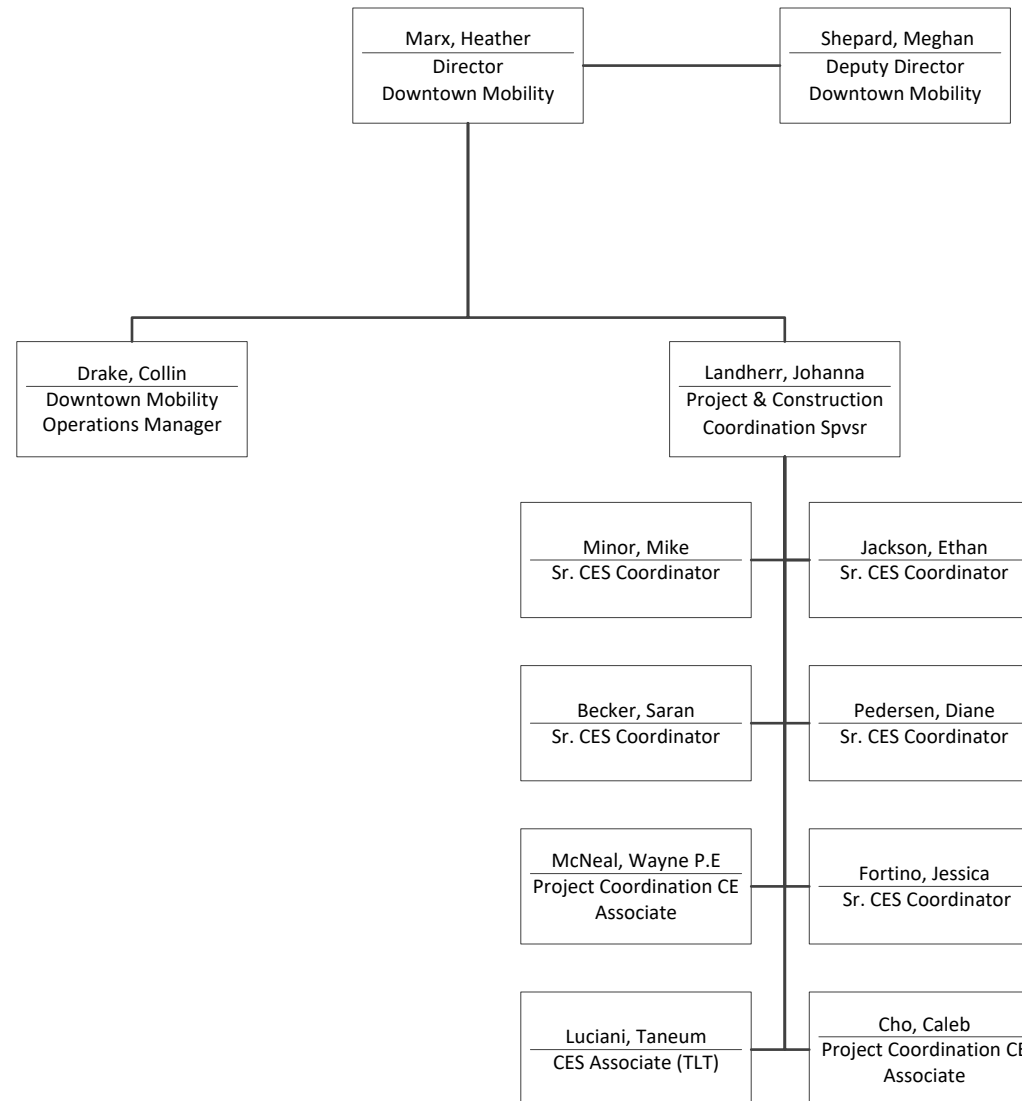 Marx, Heather
Director
Downtown Mobility
Shepard, Meghan
Deputy Director
Downtown Mobility
Drake, Collin
Downtown Mobility
Operations Manager
Landherr, Johanna
Project & Construction
Coordination Spvsr
Minor, Mike
Sr. CES Coordinator
Jackson, Ethan
Sr. CES Coordinator
Becker, Saran
Sr. CES Coordinator
Pedersen, Diane
Sr. CES Coordinator
McNeal, Wayne P.E
Project Coordination CE
Associate
Fortino, Jessica
Sr. CES Coordinator
Luciani, Taneum
CES Associate (TLT)
Cho, Caleb
Project Coordination CE
Associate